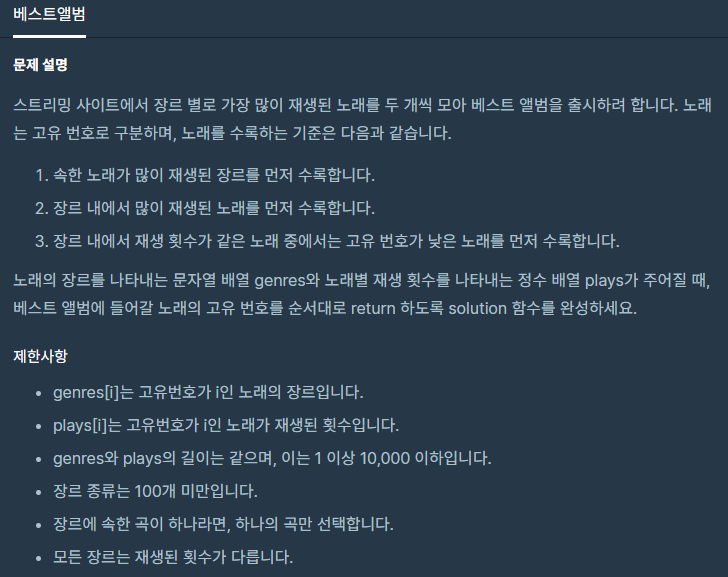 베스트앨범
문제 설명
스트리밍 사이트에서 장르 별로 가장 많이 재생된 노래를 두 개씩 모아 베스트 앨범을 출시하려 합니다. 노래
는 고유 번호로 구분하며, 노래를 수록하는 기준은 다음과 같습니다.
1. 속한 노래가 많이 재생된 장르를 먼저 수록합니다.
2. 장르 내에서 많이 재생된 노래를 먼저 수록합니다.
3. 장르 내에서 재생 횟수가 같은 노래 중에서는 고유 번호가 낮은 노래를 먼저 수록합니다.
노래의 장르를 나타내는 문자열 배열 genres와 노래별 재생 횟수를 나타내는 정수 배열 plays가 주어질 때,
베스트 앨범에 들어갈 노래의 고유 번호를 순서대로 return 하도록 solution 함수를 완성하세요.
제한사항
• genres[i]는 고유번호가 i인 노래의 장르입니다.
• plays[i]는 고유번호가 i인 노래가 재생된 횟수입니다.
• genres와 plays의 길이는 같으며, 이는 1 이상 10,000 이하입니다.
• 장르 종류는 100개 미만입니다.
• 장르에 속한 곡이 하나라면, 하나의 곡만 선택합니다.
• 모든 장르는 재생된 횟수가 다릅니다.